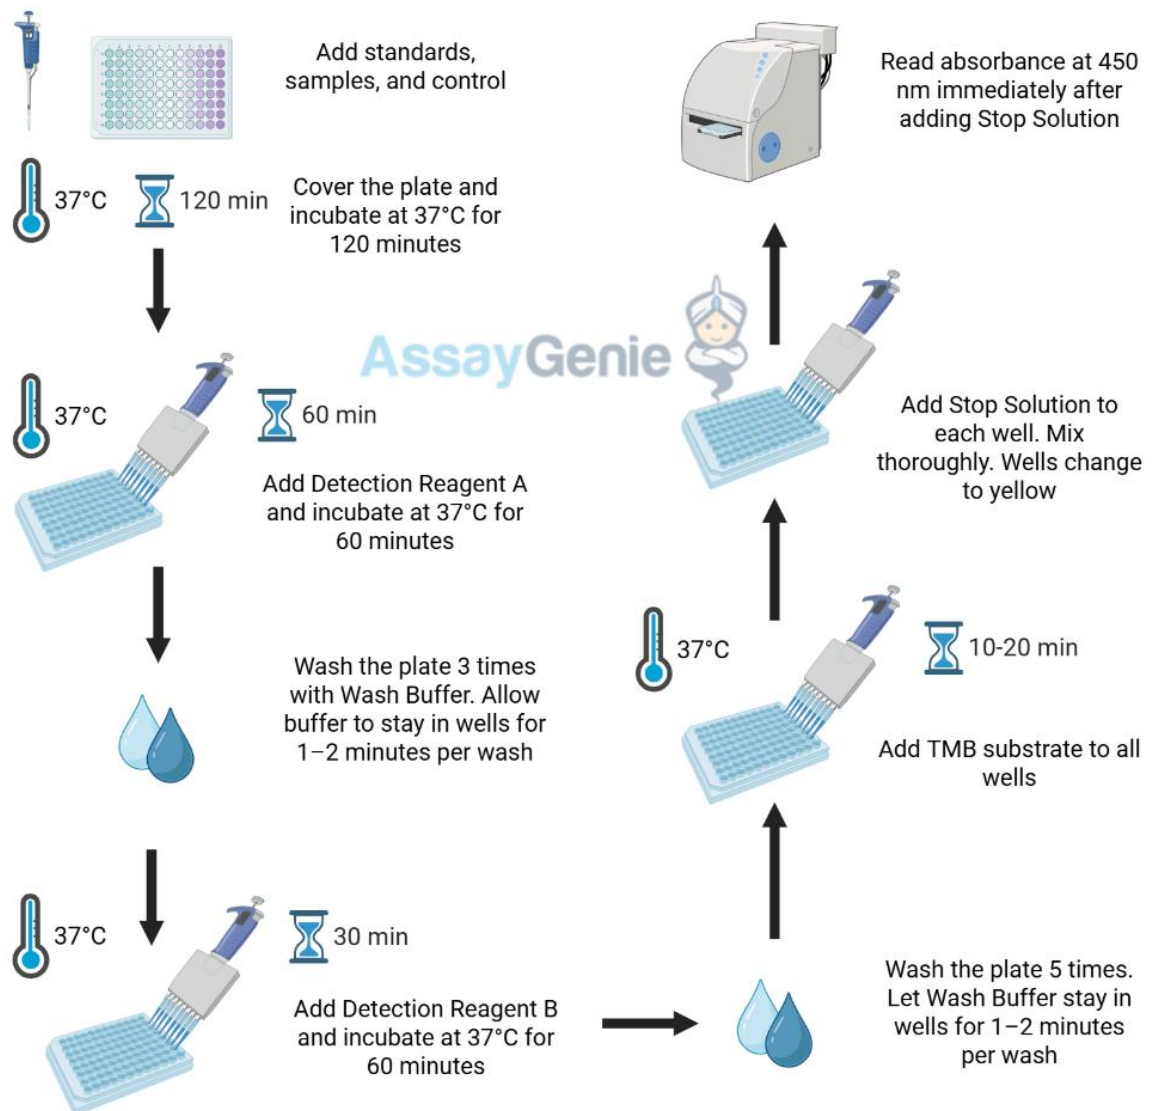 Add standards,
samples, and control
37°C
120 min
Cover the plate and
incubate at 37°C for
120 minutes
37°C
60 min
Add Detection Reagent A
and incubate at 37°C for
60 minutes
Wash the plate 3 times
with Wash Buffer. Allow
buffer to stay in wells for
1–2 minutes per wash
37°C
30 min
Add Detection Reagent B
and incubate at 37°C for
60 minutes
Wash the plate 5 times.
Let Wash Buffer stay in
wells for 1–2 minutes
per wash
37°C
10-20 min
Add TMB substrate to all
wells
Add Stop Solution to
each well. Mix
thoroughly. Wells change
to yellow
Read absorbance at 450
nm immediately after
adding Stop Solution
AssayGenie